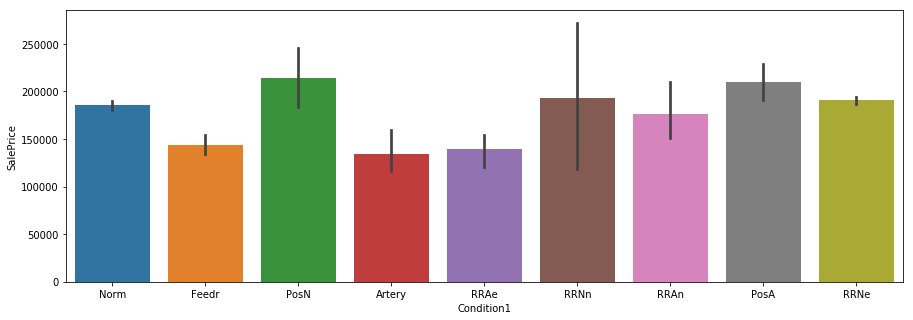 SalePrice
250000
200000
150000
100000
50000
0
Norm Feedr PosN Artery RRAe RRNn RRAn PosA RRNe
Condition1